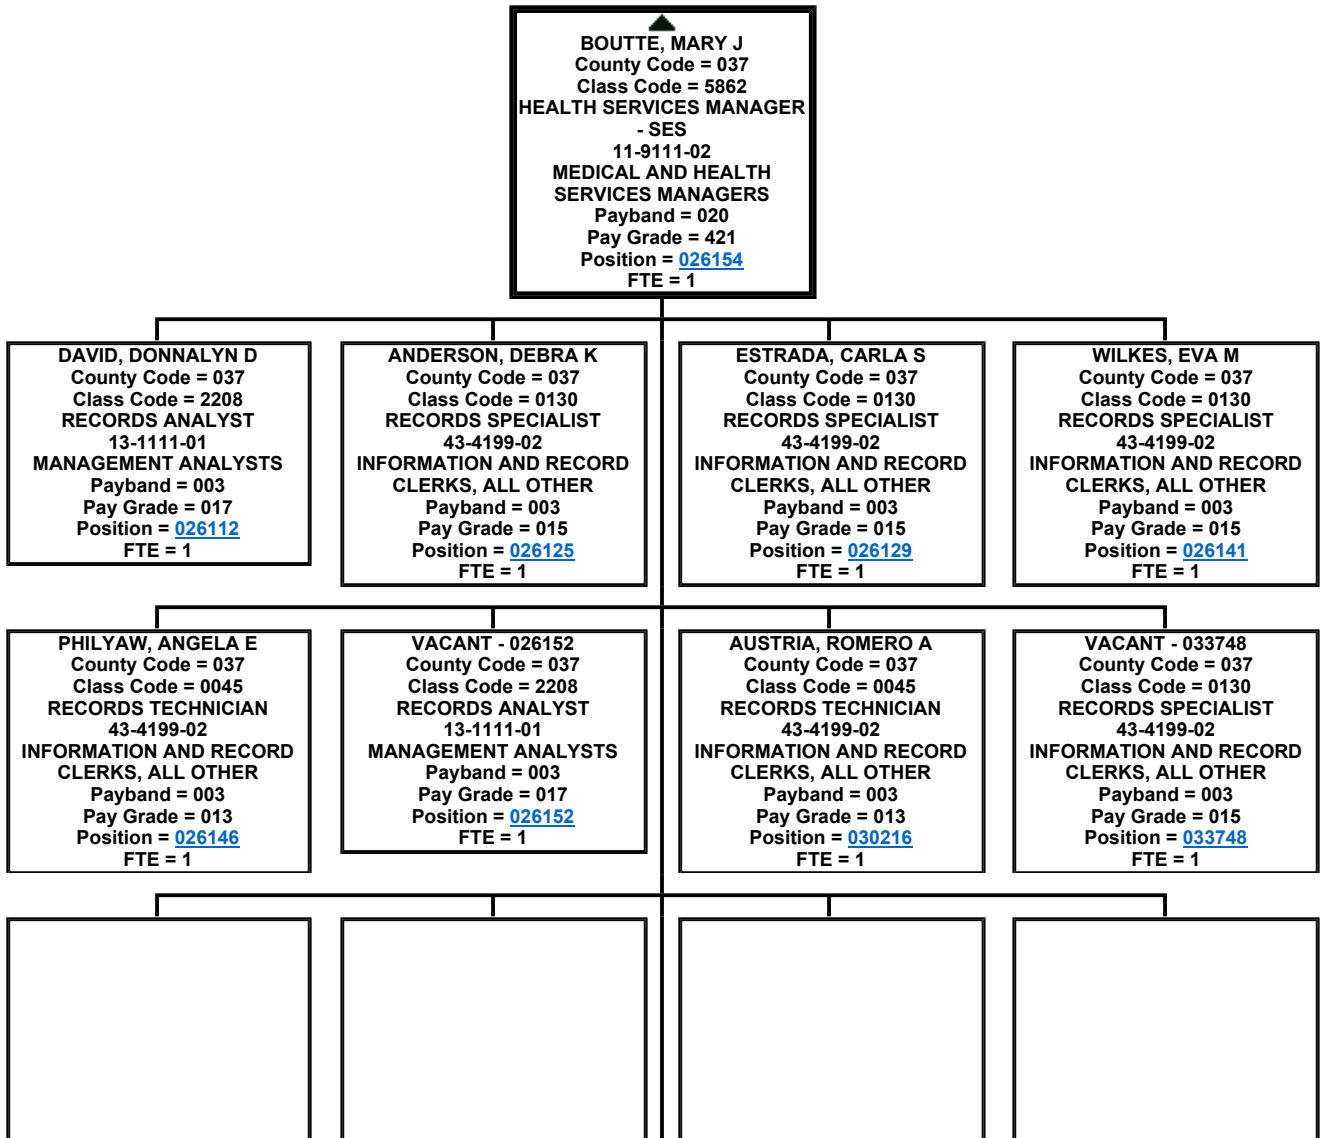 BOUTTE, MARY J
County Code = 037
Class Code = 5862
HEALTH SERVICES MANAGER
- SES
11-9111-02
MEDICAL AND HEALTH
SERVICES MANAGERS
Payband = 020
Pay Grade = 421
Position = 026154
FTE = 1
DAVID, DONNALYN D
County Code = 037
Class Code = 2208
RECORDS ANALYST
13-1111-01
MANAGEMENT ANALYSTS
Payband = 003
Pay Grade = 017
Position = 026112
FTE = 1
ANDERSON, DEBRA K
County Code = 037
Class Code = 0130
RECORDS SPECIALIST
43-4199-02
INFORMATION AND RECORD
CLERKS, ALL OTHER
Payband = 003
Pay Grade = 015
Position = 026125
FTE = 1
ESTRADA, CARLA S
County Code = 037
Class Code = 0130
RECORDS SPECIALIST
43-4199-02
INFORMATION AND RECORD
CLERKS, ALL OTHER
Payband = 003
Pay Grade = 015
Position = 026129
FTE = 1
WILKES, EVA M
County Code = 037
Class Code = 0130
RECORDS SPECIALIST
43-4199-02
INFORMATION AND RECORD
CLERKS, ALL OTHER
Payband = 003
Pay Grade = 015
Position = 026141
FTE = 1
PHILYAW, ANGELA E
County Code = 037
Class Code = 0045
RECORDS TECHNICIAN
43-4199-02
INFORMATION AND RECORD
CLERKS, ALL OTHER
Payband = 003
Pay Grade = 013
Position = 026146
FTE = 1
VACANT - 026152
County Code = 037
Class Code = 2208
RECORDS ANALYST
13-1111-01
MANAGEMENT ANALYSTS
Payband = 003
Pay Grade = 017
Position = 026152
FTE = 1
AUSTRIA, ROMERO A
County Code = 037
Class Code = 0045
RECORDS TECHNICIAN
43-4199-02
INFORMATION AND RECORD
CLERKS, ALL OTHER
Payband = 003
Pay Grade = 013
Position = 030216
FTE = 1
VACANT - 033748
County Code = 037
Class Code = 0130
RECORDS SPECIALIST
43-4199-02
INFORMATION AND RECORD
CLERKS, ALL OTHER
Payband = 003
Pay Grade = 015
Position = 033748
FTE = 1